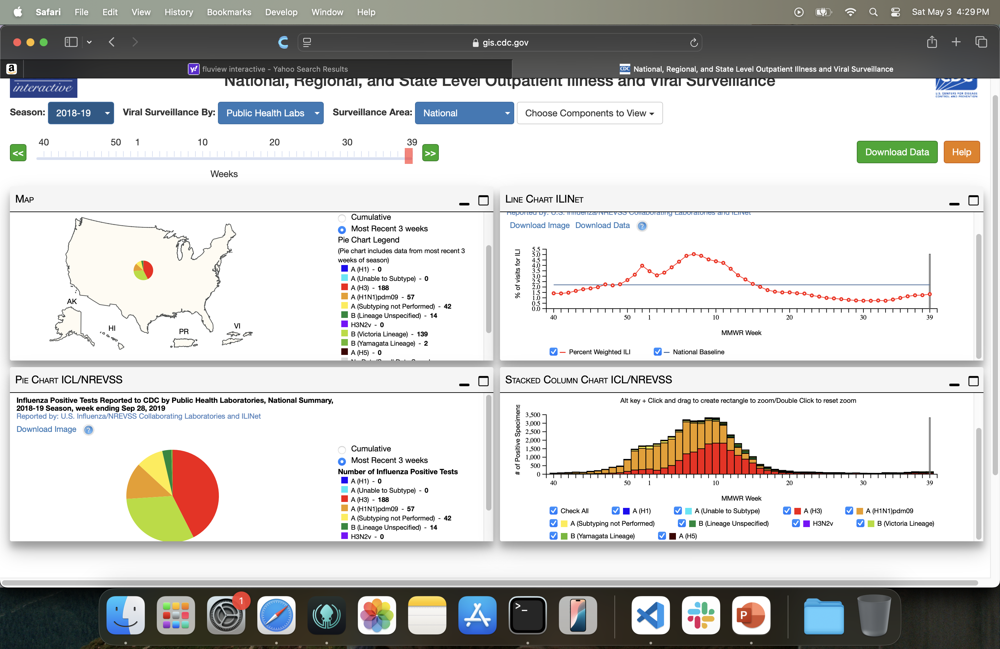 Safari File Edit View History Bookmarks Develop Window Help Sat May 3 4:29 PM
gis.cdc.gov
a y! fluview interactive – Yahoo Search Results CDC National, Regional, and State Level Outpatient Illness and Viral Surveillance
National, Regional, and State Level Outpatient Illness and Viral Surveillance
interactive
CDC
U.S. CENTERS FOR DISEASE
CONTROL AND PREVENTION
Season: 2018-19 Viral Surveillance By: Public Health Labs Surveillance Area: National Choose Components to View
40 50 1 10 20 30 39
<< >>
Weeks
Download Data Help
Map
Cumulative
Most Recent 3 weeks
Pie Chart Legend
(Pie chart includes data from most recent 3
weeks of season)
A (H1) - 0
A (Unable to Subtype) - 0
A (H3) - 188
A (H1N1)pdm09 - 57
A (Subtyping not Performed) - 42
B (Lineage Unspecified) - 14
H3N2v - 0
B (Victoria Lineage) - 139
B (Yamagata Lineage) - 2
A (H5) - 0
AK
HI
PR
VI
Line Chart ILINet
Reported by: U.S. Influenza/NREVSS Collaborating Laboratories and ILINet
Download Image Download Data ?
% of visits for ILI
5.5
5.0
4.5
4.0
3.5
3.0
2.5
2.0
1.5
1.0
0.5
0.0
40 50 1 10 20 30 39
MMWR Week
Percent Weighted ILI National Baseline
Pie Chart ICL/NREVSS
Influenza Positive Tests Reported to CDC by Public Health Laboratories, National Summary,
2018-19 Season, week ending Sep 28, 2019
Reported by: U.S. Influenza/NREVSS Collaborating Laboratories and ILINet
Download Image ?
Cumulative
Most Recent 3 weeks
Number of Influenza Positive Tests
A (H1) - 0
A (Unable to Subtype) - 0
A (H3) - 188
A (H1N1)pdm09 - 57
A (Subtyping not Performed) - 42
B (Lineage Unspecified) - 14
H3N2v - 0
Stacked Column Chart ICL/NREVSS
Alt key + Click and drag to create rectangle to zoom/Double Click to reset zoom
# of Positive Specimens
3,500
3,000
2,500
2,000
1,500
1,000
500
0
40 50 1 10 20 30 39
MMWR Week
Check All A (H1) A (Unable to Subtype) A (H3) A (H1N1)pdm09
A (Subtyping not Performed) B (Lineage Unspecified) H3N2v B (Victoria Lineage)
B (Yamagata Lineage) A (H5)
1
>_
P